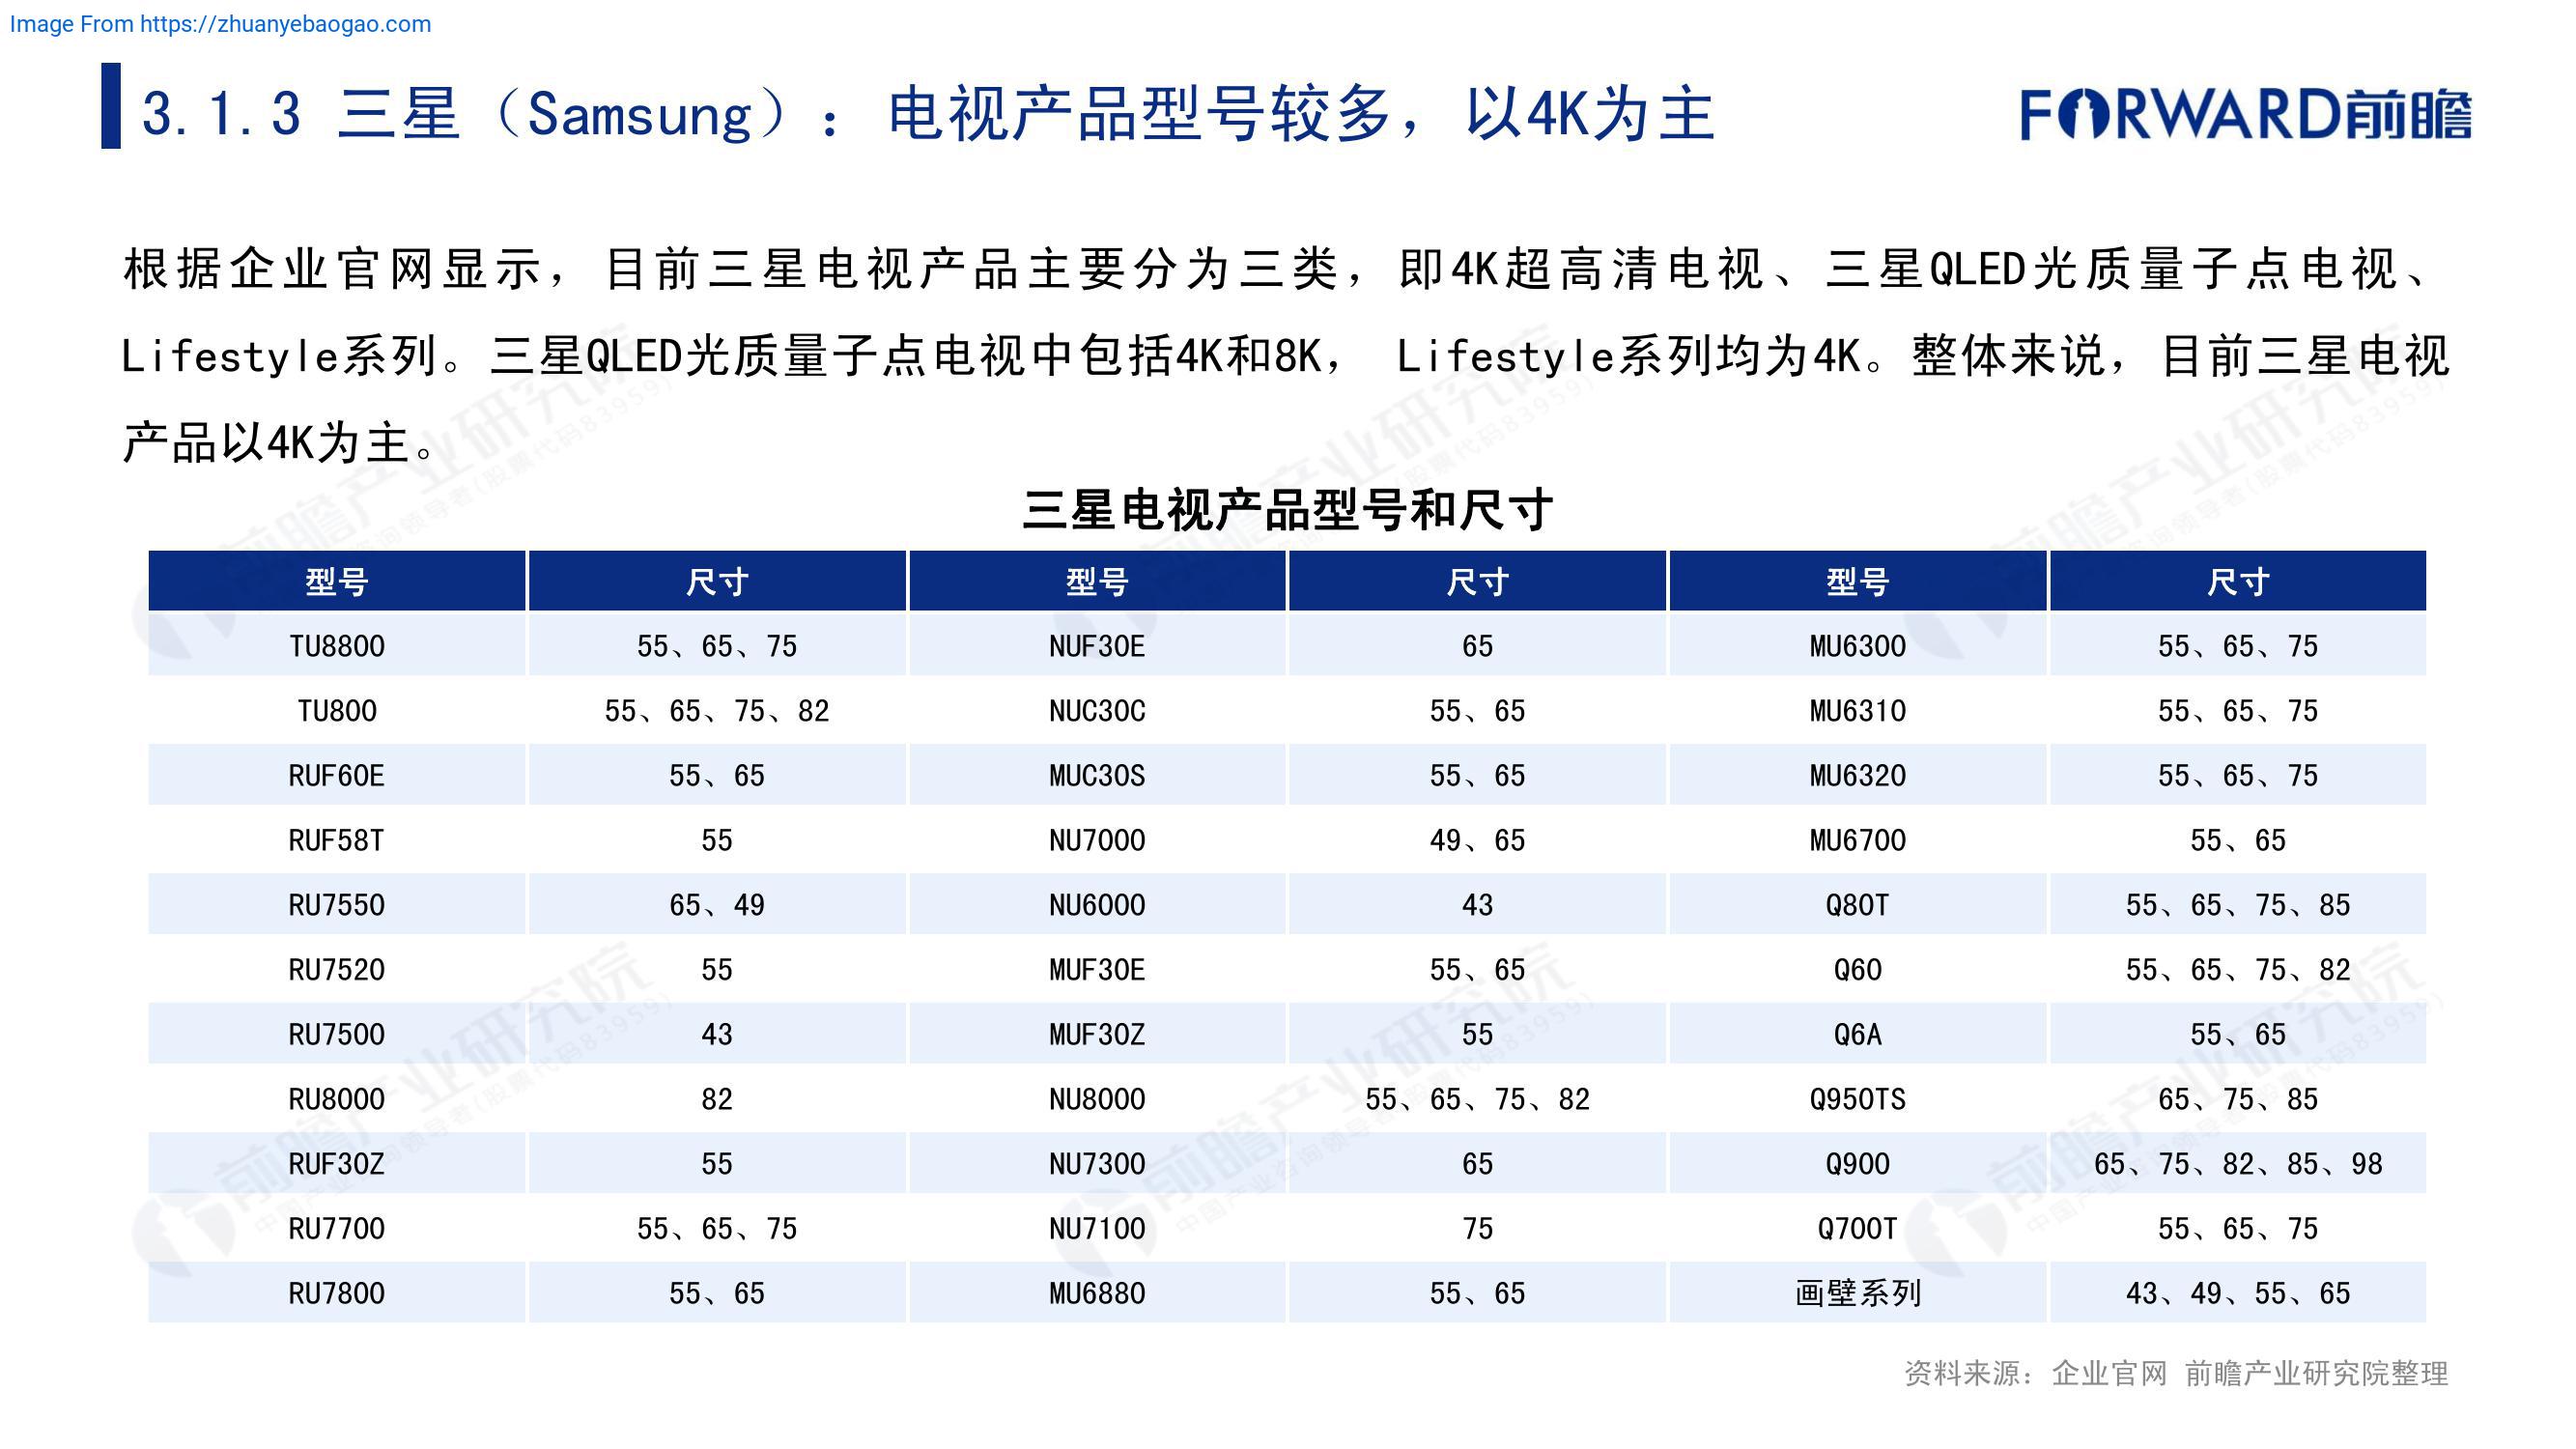 Image From https://zhuanyebaogao.com
3.1.3 三星（Samsung）：电视产品型号较多，以4K为主
FORWARD前瞻
根据企业官网显示，目前三星电视产品主要分为三类，即4K超高清电视、三星QLED光质量子点电视、
Lifestyle系列。三星QLED光质量子点电视中包括4K和8K， Lifestyle系列均为4K。整体来说，目前三星电视
产品以4K为主。
三星电视产品型号和尺寸
型号 尺寸 型号 尺寸 型号 尺寸
TU8800 55、65、75 NUF30E 65 MU6300 55、65、75
TU800 55、65、75、82 NUC30C 55、65 MU6310 55、65、75
RUF60E 55、65 MUC30S 55、65 MU6320 55、65、75
RUF58T 55 NU7000 49、65 MU6700 55、65
RU7550 65、49 NU6000 43 Q80T 55、65、75、85
RU7520 55 MUF30E 55、65 Q60 55、65、75、82
RU7500 43 MUF30Z 55 Q6A 55、65
RU8000 82 NU8000 55、65、75、82 Q950TS 65、75、85
RUF30Z 55 NU7300 65 Q900 65、75、82、85、98
RU7700 55、65、75 NU7100 75 Q700T 55、65、75
RU7800 55、65 MU6880 55、65 画壁系列 43、49、55、65
资料来源：企业官网 前瞻产业研究院整理